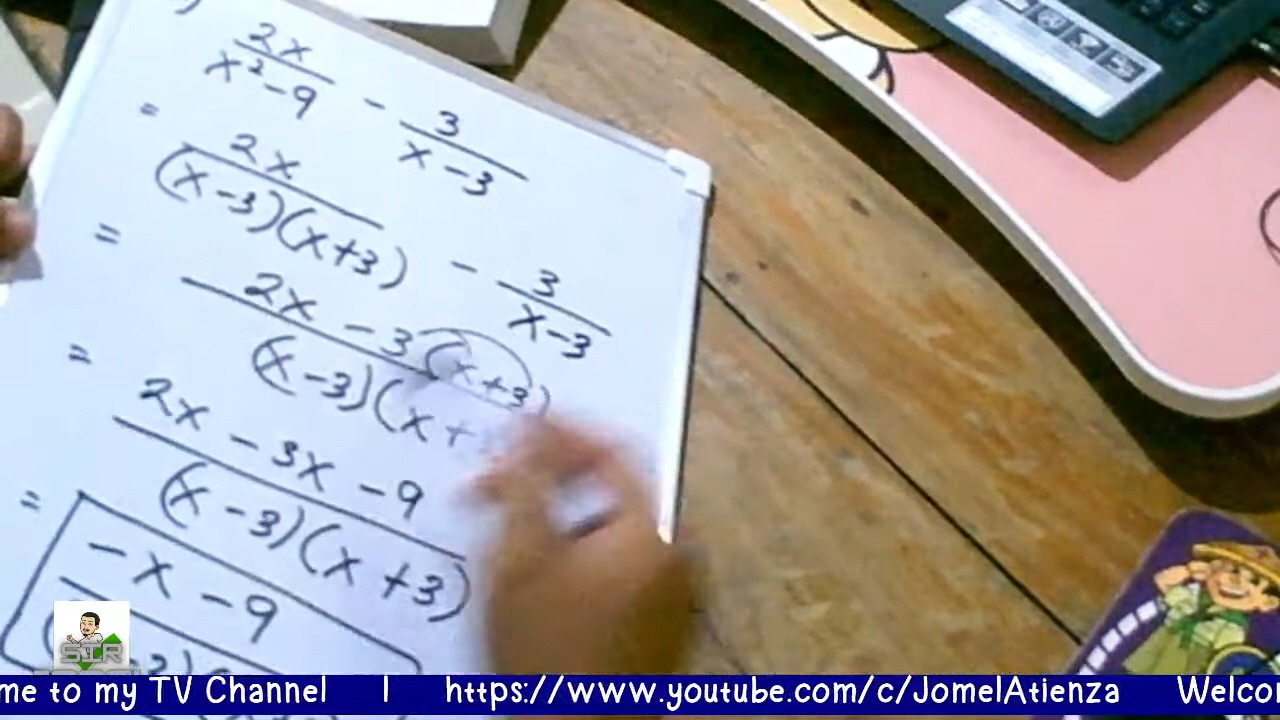 2x/x²-9 - 3/x-3
= 2x/(x-3)(x+3) - 3/x-3
= 2x-3(x+3)/(x-3)(x+
= 2x-3x-9/(x-3)(x+3)
= -x-9
SIR
me to my TV Channel | https://www.youtube.com/c/JomelAtienza Welco